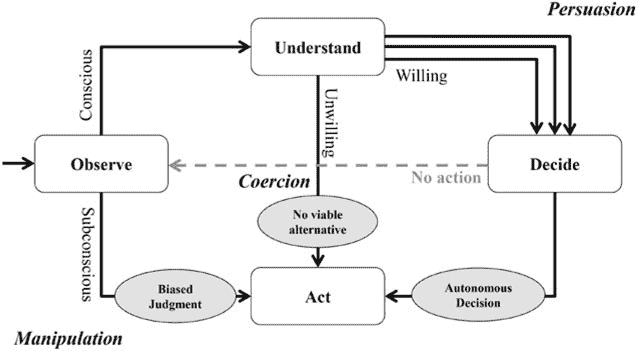 Persuasion
Understand
Conscious
Willing
Unwilling
Observe
Decide
Coercion
No action
Subconscious
No viable
alternative
Biased
Judgment
Act
Autonomous
Decision
Manipulation